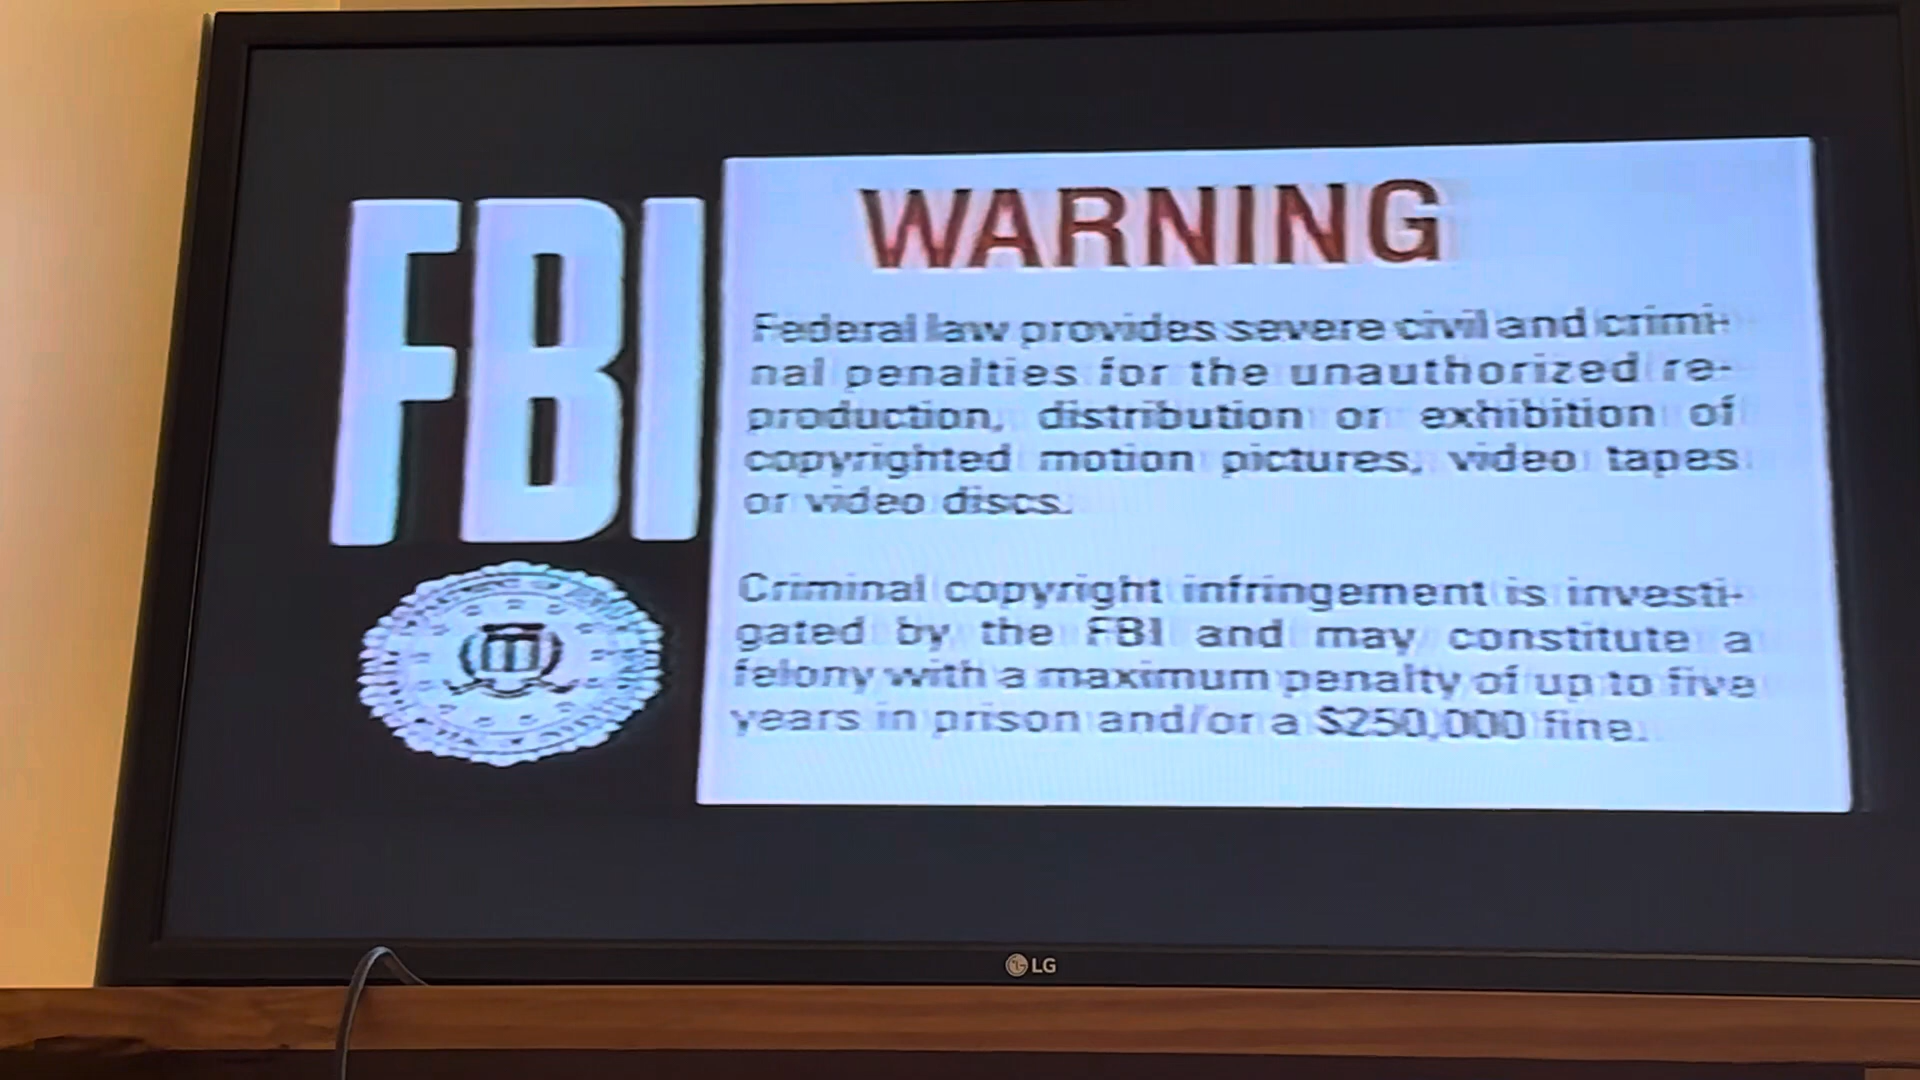 FBI
WARNING
Federal law provides severe civil and crimi-
nal penalties for the unauthorized re-
production, distribution or exhibition of
copyrighted motion pictures, video tapes
or video discs.
Criminal copyright infringement is investi-
gated by the FBI and may constitute a
felony with a maximum penalty of up to five
years in prison and/or a $250,000 fine.
LG